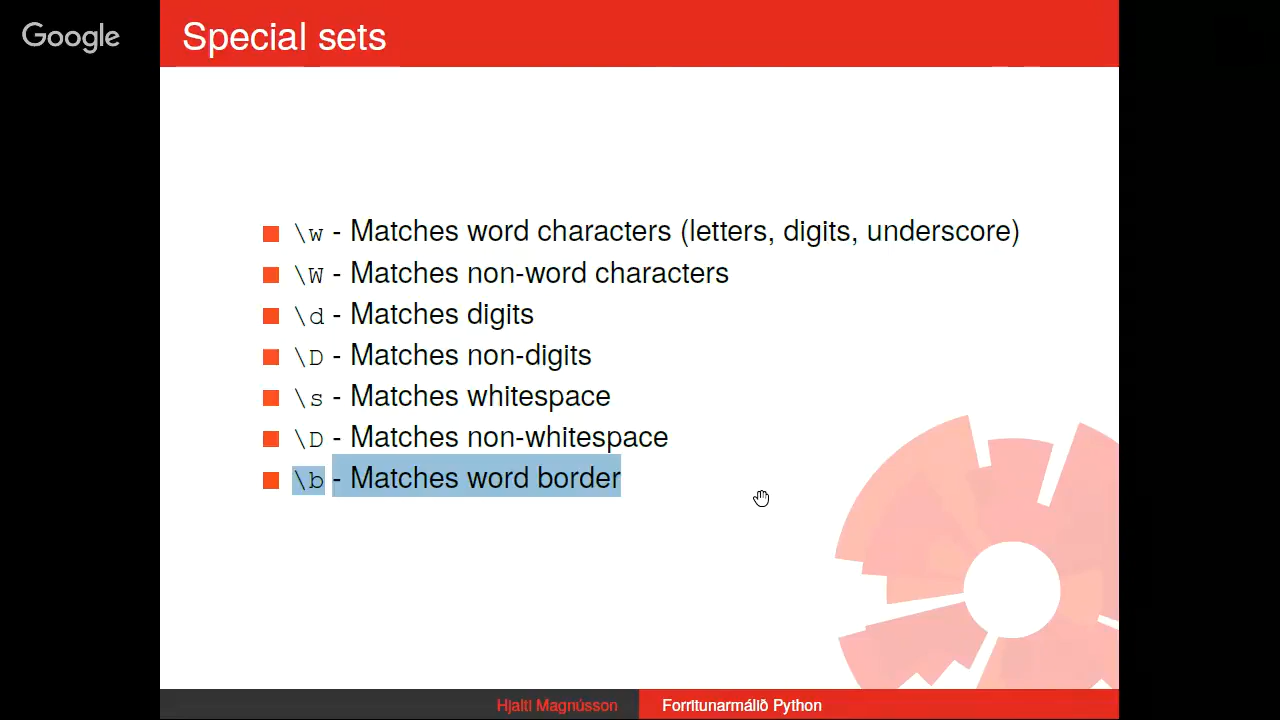 Google
Special sets
\w - Matches word characters (letters, digits, underscore)
\W - Matches non-word characters
\d - Matches digits
\D - Matches non-digits
\s - Matches whitespace
\D - Matches non-whitespace
\b - Matches word border
Hjalti Magnússon
Forritunarmálið Python